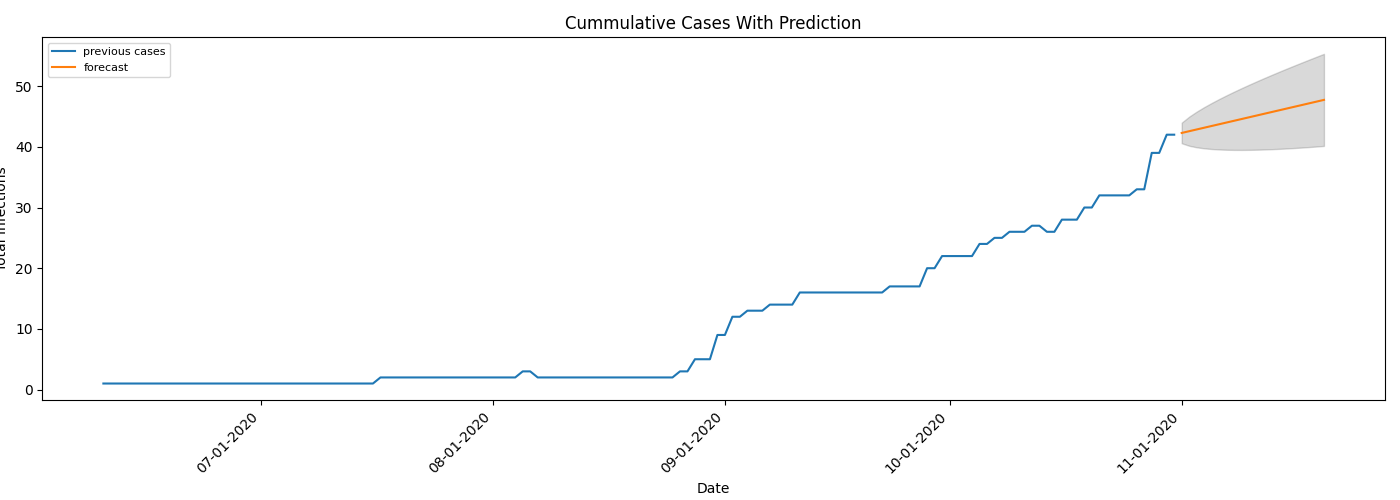 Cummulative Cases With Prediction
previous cases
forecast
50
40
30
20
10
0
Total Infections
07-01-2020
08-01-2020
09-01-2020
10-01-2020
11-01-2020
Date